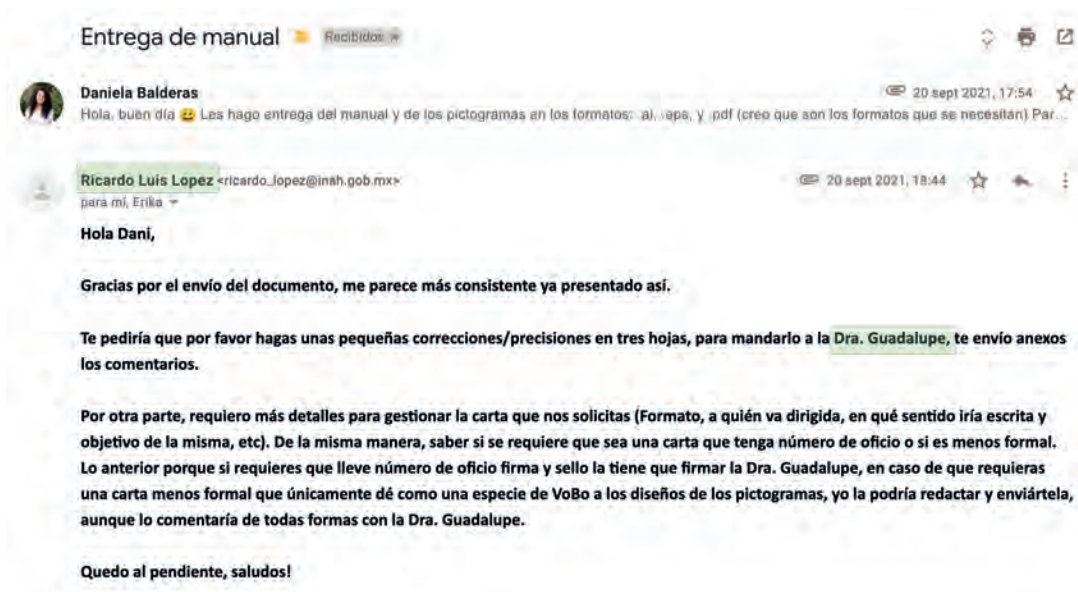 Entrega de manual
Recibidos
Daniela Balderas
20 sept 2021, 17:54
Hola, buen día 😀 Les hago entrega del manual y de los pictogramas en los formatos: .ai, .eps, y .pdf (creo que son los formatos que se necesitan) Par...
Ricardo Luis Lopez <ricardo_lopez@inah.gob.mx>
20 sept 2021, 18:44
para mí, Erika
Hola Dani,
Gracias por el envío del documento, me parece más consistente ya presentado así.
Te pediría que por favor hagas unas pequeñas correcciones/precisiones en tres hojas, para mandarlo a la Dra. Guadalupe, te envío anexos
los comentarios.
Por otra parte, requiero más detalles para gestionar la carta que nos solicitas (Formato, a quién va dirigida, en qué sentido iría escrita y
objetivo de la misma, etc). De la misma manera, saber si se requiere que sea una carta que tenga número de oficio o si es menos formal.
Lo anterior porque si requieres que lleve número de oficio firma y sello la tiene que firmar la Dra. Guadalupe, en caso de que requieras
una carta menos formal que únicamente dé como una especie de VoBo a los diseños de los pictogramas, yo la podría redactar y enviártela,
aunque lo comentaría de todas formas con la Dra. Guadalupe.
Quedo al pendiente, saludos!